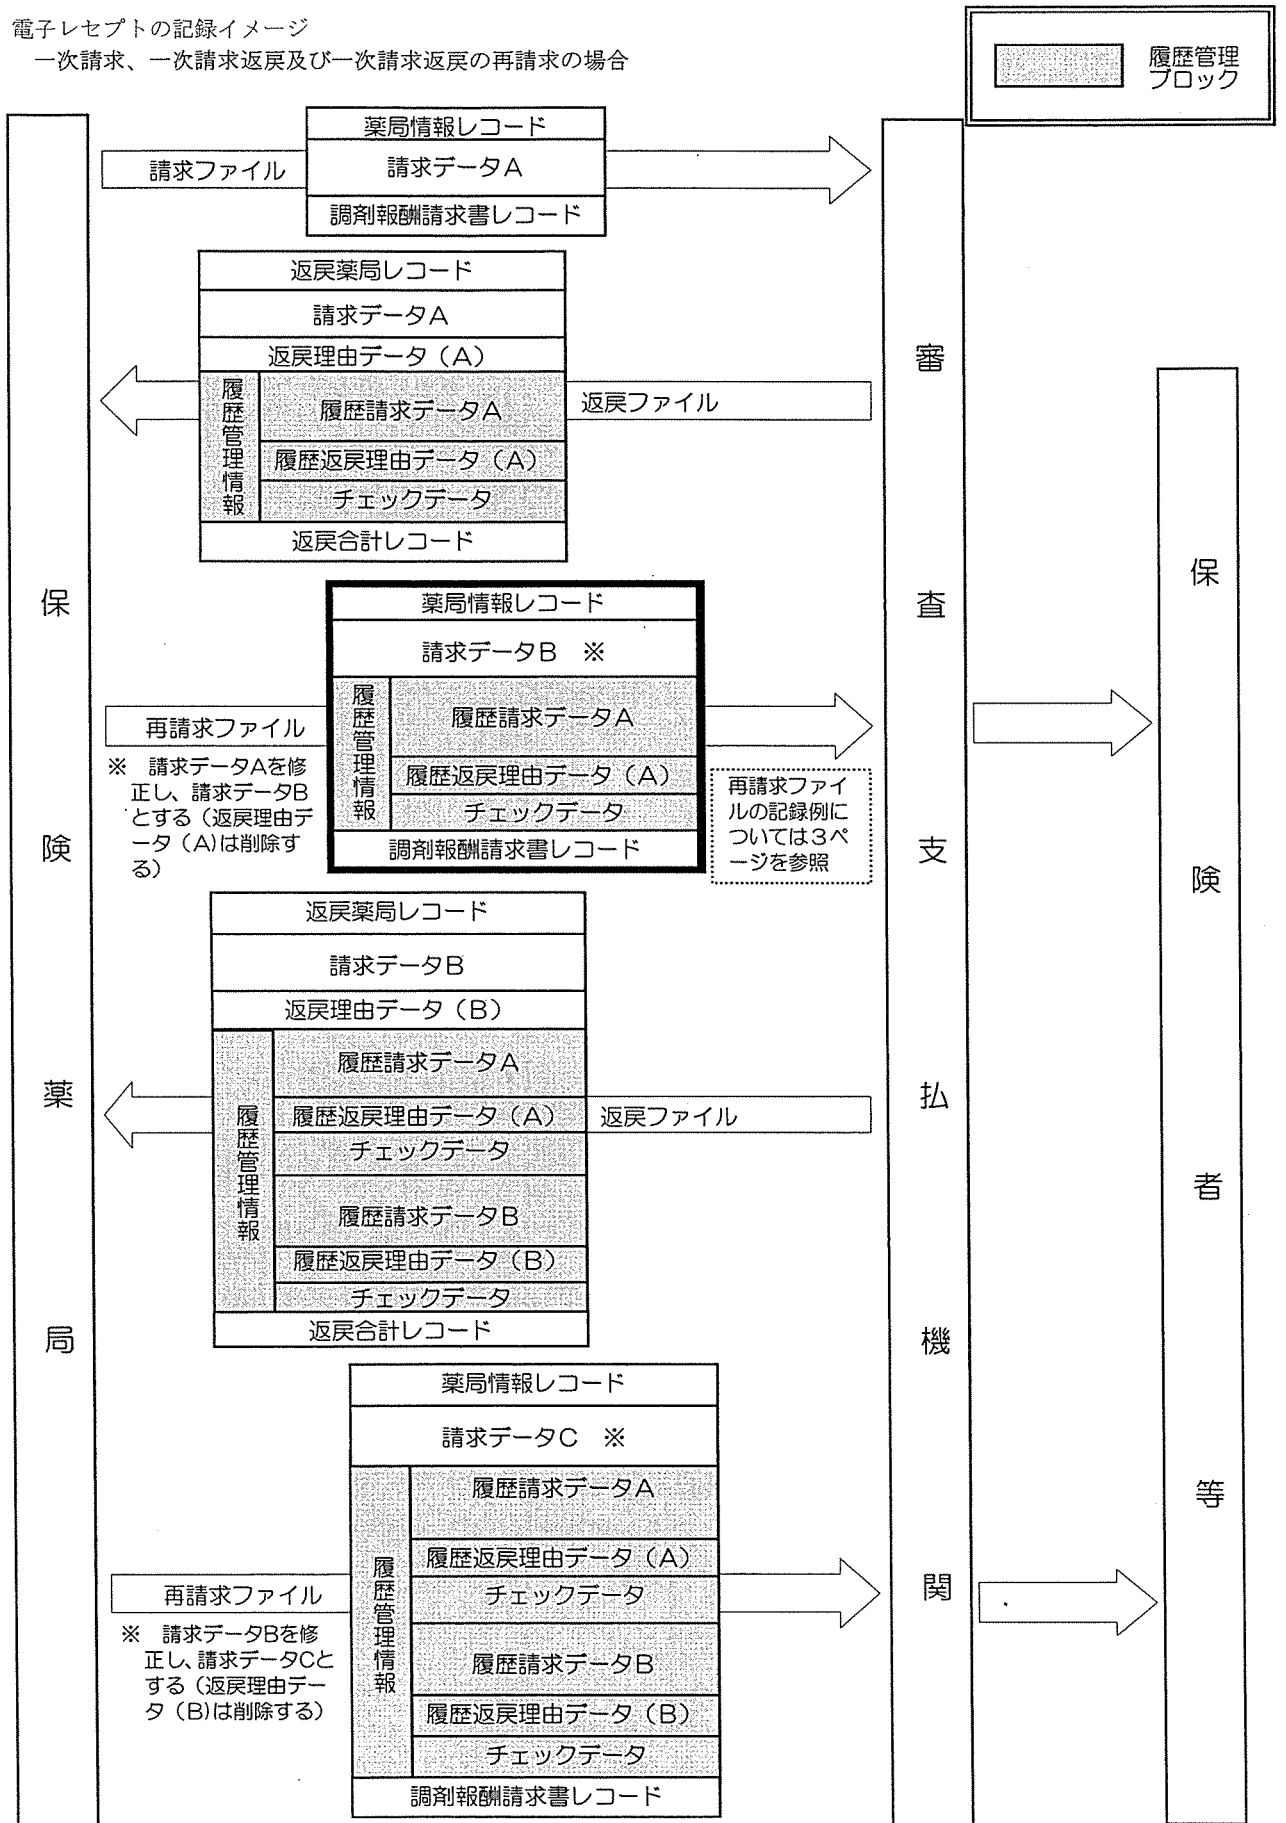 電子レセプトの記録イメージ
一次請求、一次請求返戻及び一次請求返戻の再請求の場合
履歴管理
ブロック
保険薬局
審査支払機関
保険者等
請求ファイル
薬局情報レコード
請求データA
調剤報酬請求書レコード
返戻薬局レコード
請求データA
返戻理由データ(A)
履歴管理情報
履歴請求データA
履歴返戻理由データ(A)
チェックデータ
返戻合計レコード
返戻ファイル
薬局情報レコード
請求データB ※
履歴管理情報
履歴請求データA
履歴返戻理由データ(A)
チェックデータ
調剤報酬請求書レコード
再請求ファイル
※ 請求データAを修
正し、請求データB
とする(返戻理由デ
ータ(A)は削除す
る)
再請求ファイ
ルの記録例に
ついては3ペ
ージを参照
返戻薬局レコード
請求データB
返戻理由データ(B)
履歴管理情報
履歴請求データA
履歴返戻理由データ(A)
チェックデータ
履歴請求データB
履歴返戻理由データ(B)
チェックデータ
返戻合計レコード
返戻ファイル
薬局情報レコード
請求データC ※
履歴管理情報
履歴請求データA
履歴返戻理由データ(A)
チェックデータ
履歴請求データB
履歴返戻理由データ(B)
チェックデータ
調剤報酬請求書レコード
再請求ファイル
※ 請求データBを修
正し、請求データCと
する(返戻理由デー
タ(B)は削除する)